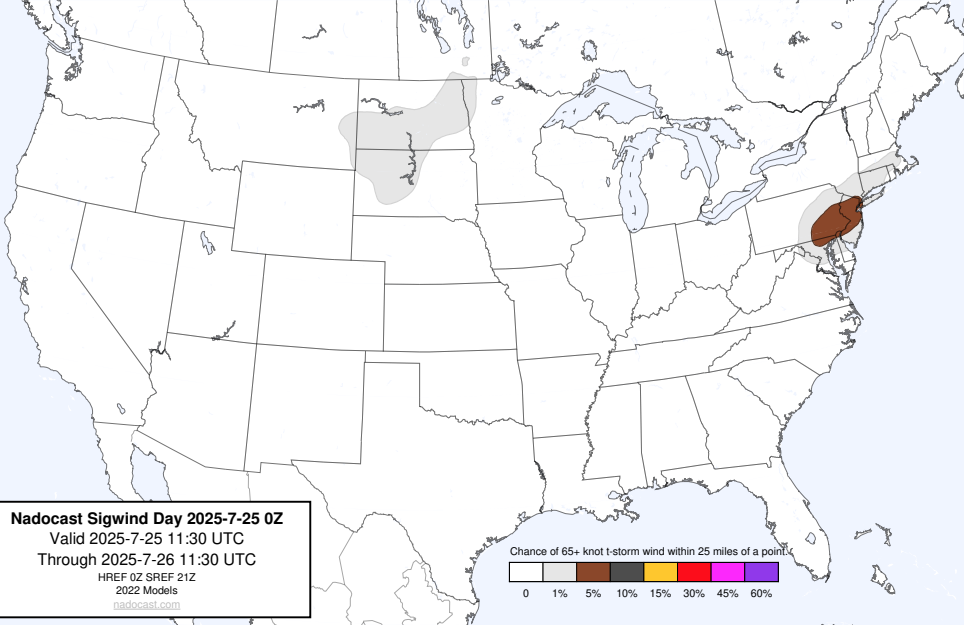 Nadocast Sigwind Day 2025-7-25 0Z
Valid 2025-7-25 11:30 UTC
Through 2025-7-26 11:30 UTC
HREF 0Z SREF 21Z
2022 Models
nadocast.com
Chance of 65+ knot t-storm wind within 25 miles of a point.
0 1% 5% 10% 15% 30% 45% 60%